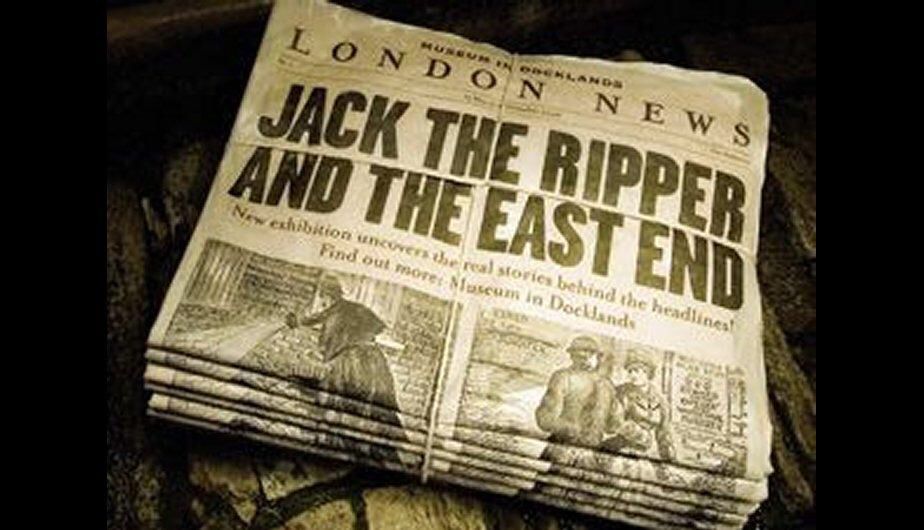 MUSEUM IN DOCKLANDS
LONDON NEWS
JACK THE RIPPER
AND THE EAST END
New exhibition uncovers the real stories behind the headlines!
Find out more: Museum in Docklands